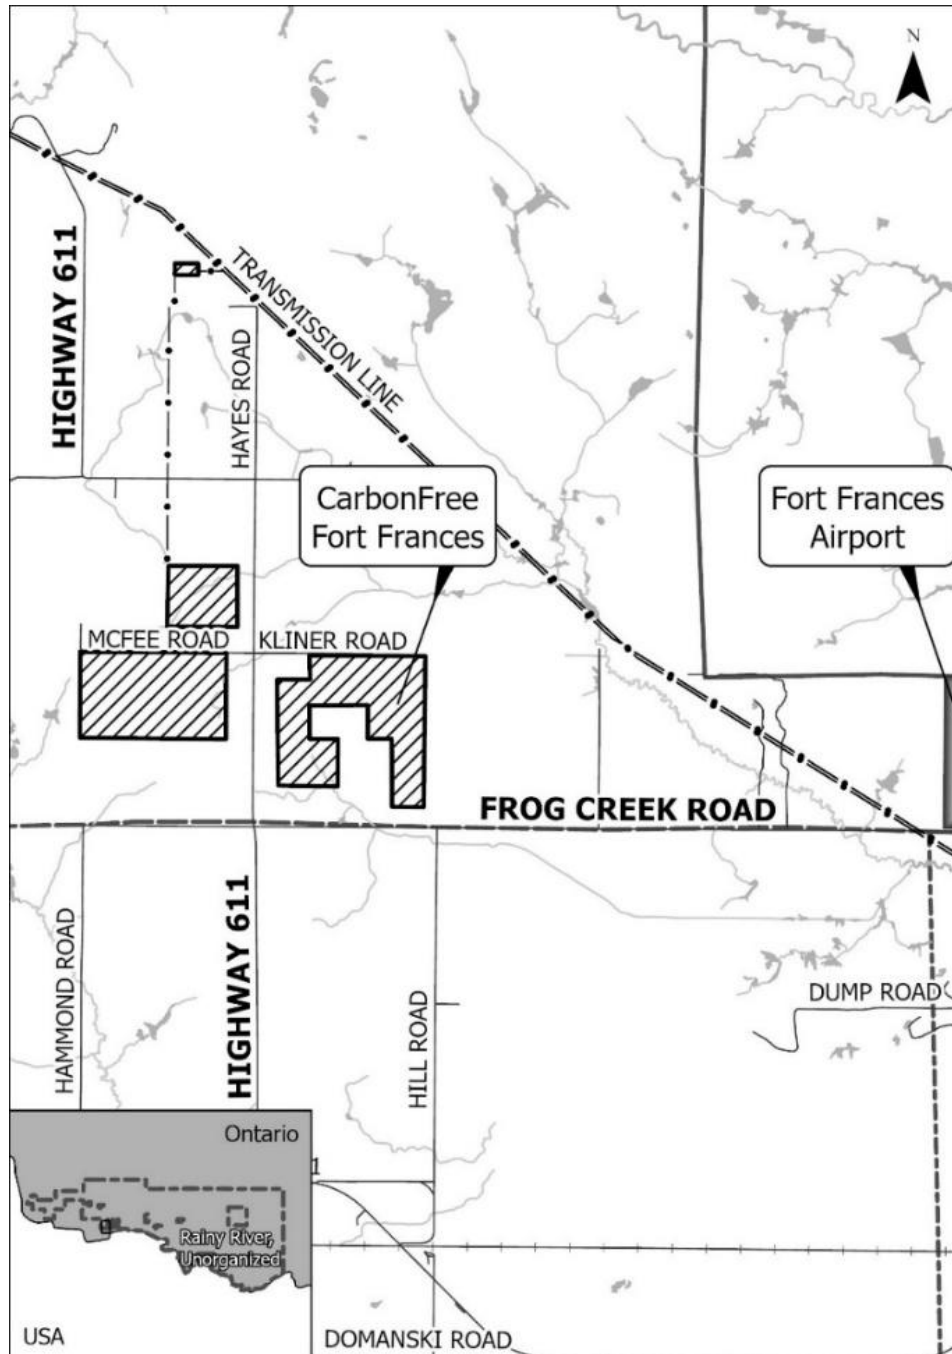 N
HIGHWAY 611
TRANSMISSION LINE
HAYES ROAD
CarbonFree
Fort Frances
Fort Frances
Airport
MCFEE ROAD
KLINER ROAD
FROG CREEK ROAD
HAMMOND ROAD
HIGHWAY 611
HILL ROAD
DUMP ROAD
Ontario
1
Rainy River,
Unorganized
USA
DOMANSKI ROAD